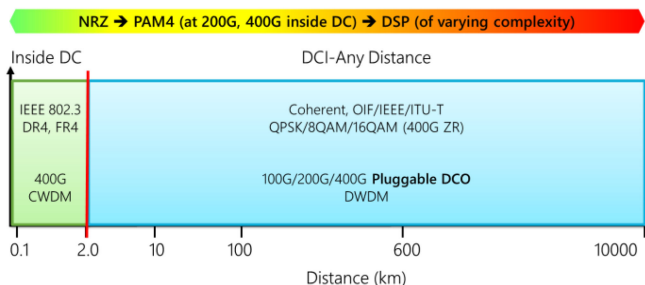 NRZ ➔ PAM4 (at 200G, 400G inside DC) ➔ DSP (of varying complexity)
Inside DC
DCI-Any Distance
IEEE 802.3
DR4, FR4
Coherent, OIF/IEEE/ITU-T
QPSK/8QAM/16QAM (400G ZR)
400G
CWDM
100G/200G/400G Pluggable DCO
DWDM
0.1 2.0 10 100 600 10000
Distance (km)